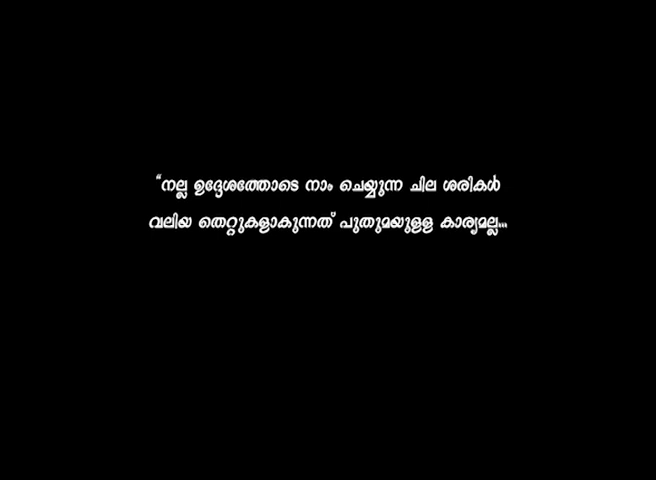 “നല്ല ഉദ്ദേശത്തോടെ നാം ചെയ്യുന്ന ചില ശരികൾ
വലിയ തെറ്റുകളാകുന്നത് പുതുമയുള്ള കാര്യമല്ല...